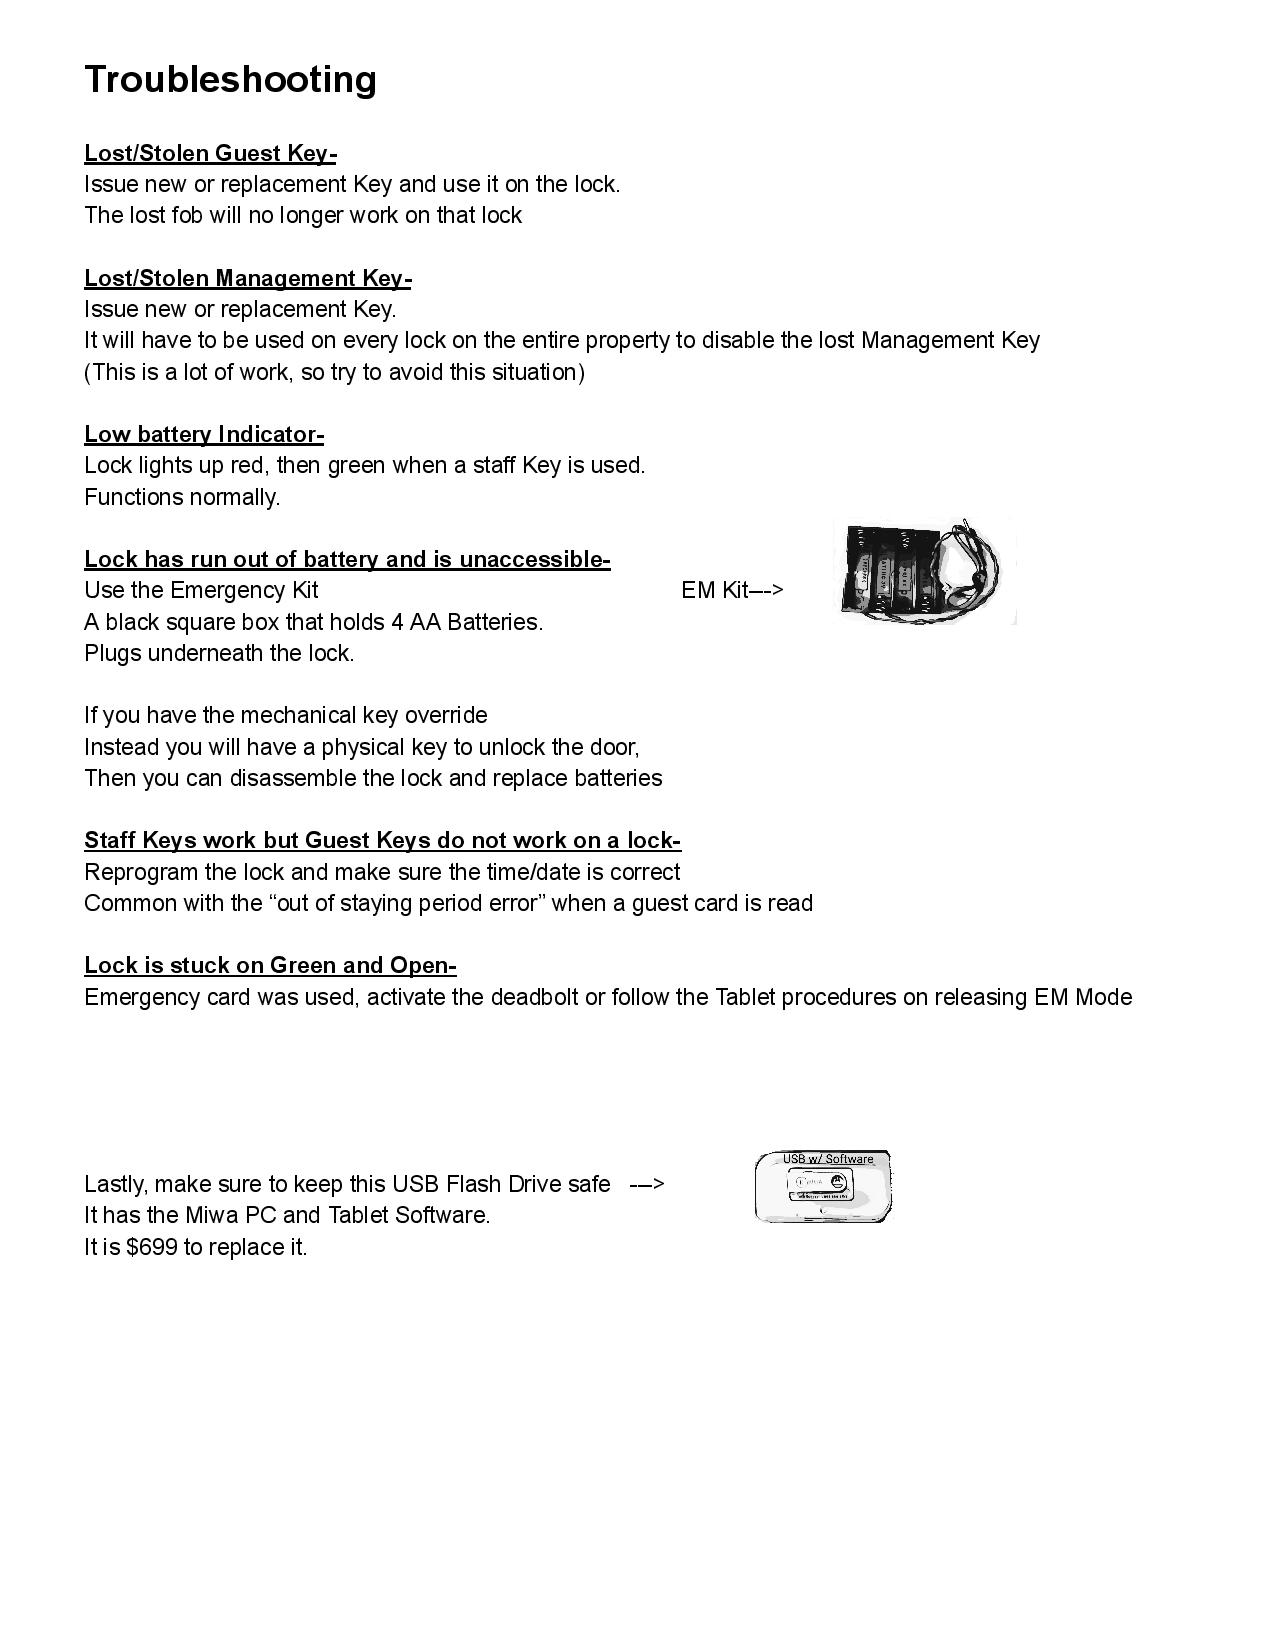 Troubleshooting
Lost/Stolen Guest Key-
Issue new or replacement Key and use it on the lock.
The lost fob will no longer work on that lock
Lost/Stolen Management Key-
Issue new or replacement Key.
It will have to be used on every lock on the entire property to disable the lost Management Key
(This is a lot of work, so try to avoid this situation)
Low battery Indicator-
Lock lights up red, then green when a staff Key is used.
Functions normally.
Lock has run out of battery and is unaccessible-
Use the Emergency Kit EM Kit—->
A black square box that holds 4 AA Batteries.
Plugs underneath the lock.
If you have the mechanical key override
Instead you will have a physical key to unlock the door,
Then you can disassemble the lock and replace batteries
Staff Keys work but Guest Keys do not work on a lock-
Reprogram the lock and make sure the time/date is correct
Common with the “out of staying period error” when a guest card is read
Lock is stuck on Green and Open-
Emergency card was used, activate the deadbolt or follow the Tablet procedures on releasing EM Mode
USB w/ Software
Lastly, make sure to keep this USB Flash Drive safe -—>
It has the Miwa PC and Tablet Software.
It is $699 to replace it.